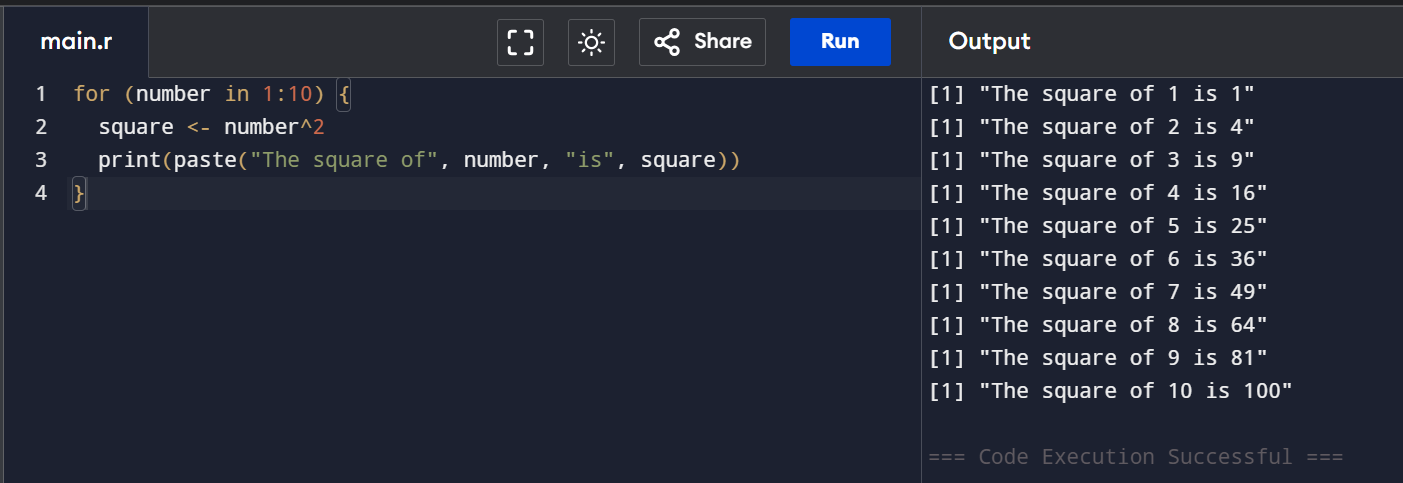 main.r
Share
Run
Output
1 for (number in 1:10) {
2   square <- number^2
3   print(paste("The square of", number, "is", square))
4 }
[1] "The square of 1 is 1"
[1] "The square of 2 is 4"
[1] "The square of 3 is 9"
[1] "The square of 4 is 16"
[1] "The square of 5 is 25"
[1] "The square of 6 is 36"
[1] "The square of 7 is 49"
[1] "The square of 8 is 64"
[1] "The square of 9 is 81"
[1] "The square of 10 is 100"
=== Code Execution Successful ===